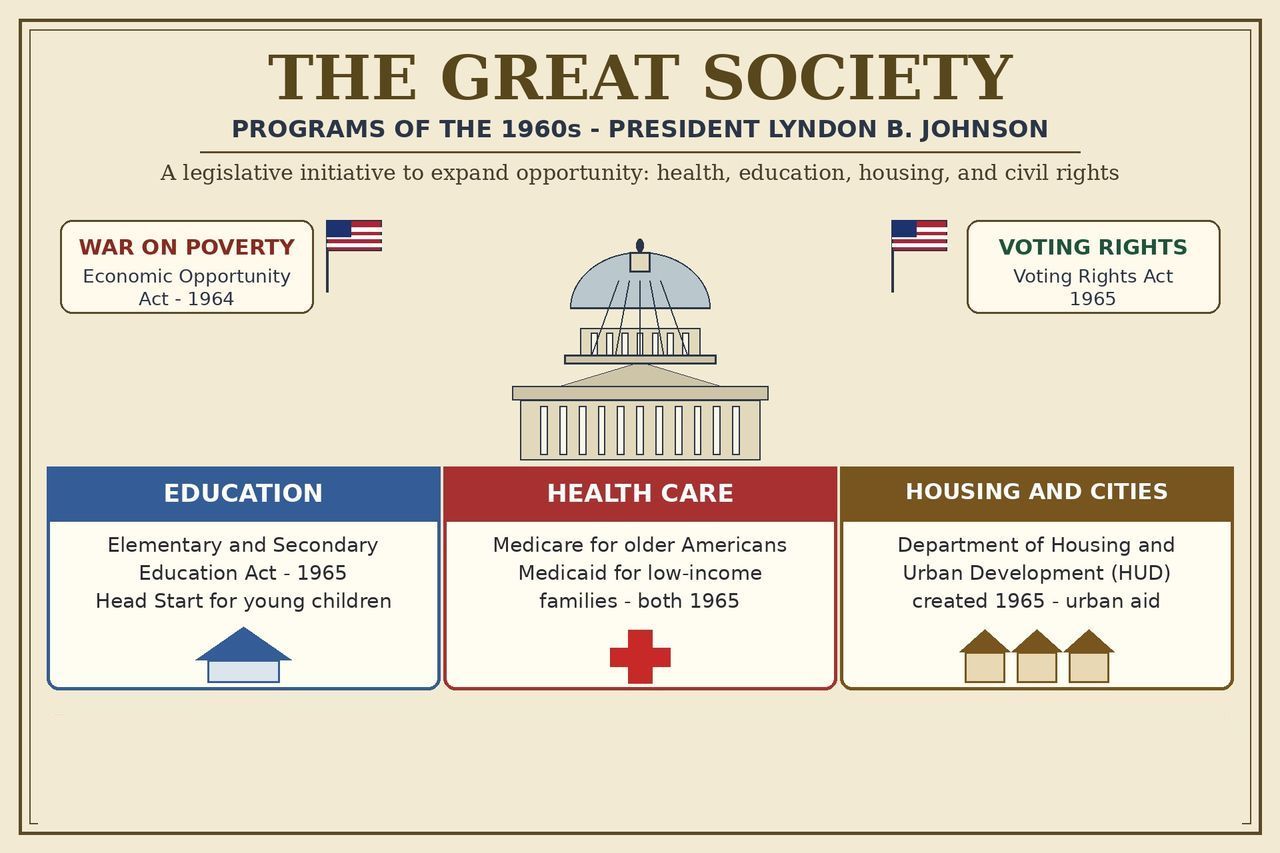 THE GREAT SOCIETY
PROGRAMS OF THE 1960s - PRESIDENT LYNDON B. JOHNSON
A legislative initiative to expand opportunity: health, education, housing, and civil rights
WAR ON POVERTY
Economic Opportunity
Act - 1964
VOTING RIGHTS
Voting Rights Act
1965
EDUCATION
Elementary and Secondary
Education Act - 1965
Head Start for young children
HEALTH CARE
Medicare for older Americans
Medicaid for low-income
families - both 1965
HOUSING AND CITIES
Department of Housing and
Urban Development (HUD)
created 1965 - urban aid